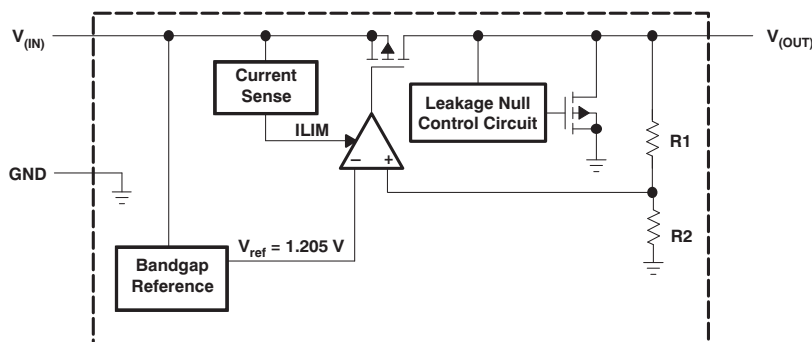 V(IN)
V(OUT)
Current
Sense
Leakage Null
Control Circuit
ILIM
R1
GND
– +
R2
Vref = 1.205 V
Bandgap
Reference